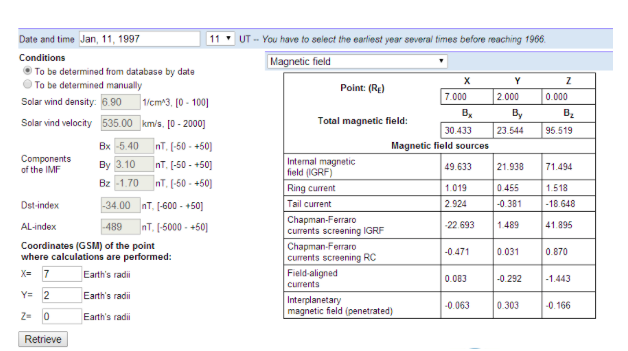 Date and time Jan, 11, 1997 11 UT -- You have to select the earliest year several times before reaching 1966.
Conditions
To be determined from database by date
To be determined manually
Solar wind density: 6.90 1/cm^3, [0 - 100]
Solar wind velocity 535.00 km/s, [0 - 2000]
Components of the IMF
Bx -5.40 nT, [-50 - +50]
By 3.10 nT, [-50 - +50]
Bz -1.70 nT, [-50 - +50]
Dst-index -34.00 nT, [-600 - +50]
AL-index -489 nT, [-5000 - +50]
Coordinates (GSM) of the point
where calculations are performed:
X= 7 Earth's radii
Y= 2 Earth's radii
Z= 0 Earth's radii
Retrieve
Magnetic field
Point: (RE) X Y Z
7.000 2.000 0.000
Total magnetic field: Bx By Bz
30.433 23.544 95.519
Magnetic field sources
Internal magnetic
field (IGRF) 49.633 21.938 71.494
Ring current 1.019 0.455 1.518
Tail current 2.924 -0.381 -18.648
Chapman-Ferraro
currents screening IGRF -22.693 1.489 41.895
Chapman-Ferraro
currents screening RC -0.471 0.031 0.870
Field-aligned
currents 0.083 -0.292 -1.443
Interplanetary
magnetic field (penetrated) -0.063 0.303 -0.166